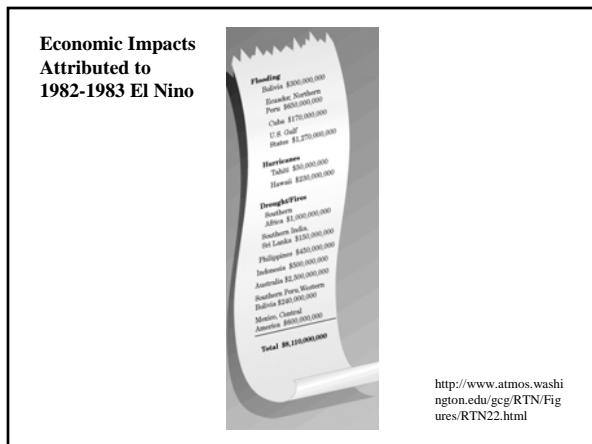 Economic Impacts
Attributed to
1982-1983 El Nino
Flooding
Bolivia $300,000,000
Ecuador, Northern
Peru $650,000,000
Cuba $170,000,000
U.S. Gulf
States $1,270,000,000
Hurricanes
Tahiti $50,000,000
Hawaii $230,000,000
Drought/Fires
Southern
Africa $1,000,000,000
Southern India,
Sri Lanka $150,000,000
Philippines $450,000,000
Indonesia $500,000,000
Australia $2,500,000,000
Southern Peru, Western
Bolivia $240,000,000
Mexico, Central
America $600,000,000
Total $8,110,000,000
http://www.atmos.washi
ngton.edu/gcg/RTN/Fig
ures/RTN22.html